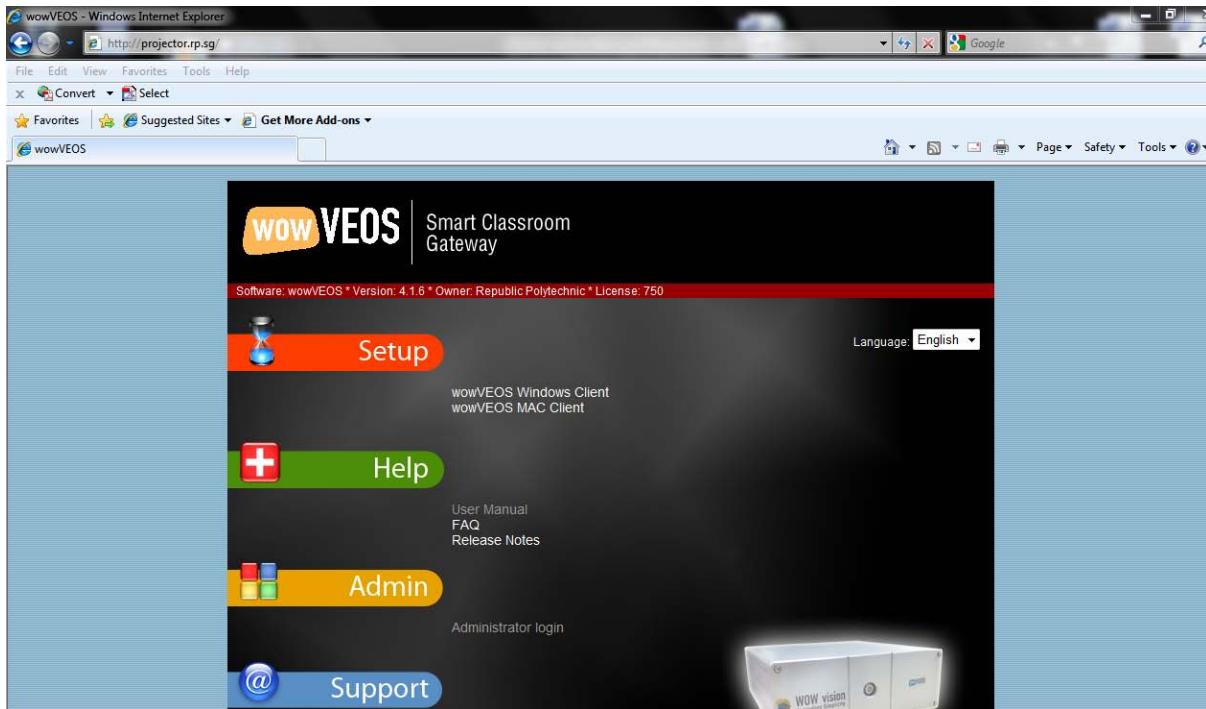 wowVEOS - Windows Internet Explorer
http://projector.rp.sg/
Google
File Edit View Favorites Tools Help
x Convert Select
Favorites Suggested Sites Get More Add-ons
wowVEOS
Page Safety Tools
wow VEOS Smart Classroom
Gateway
Software: wowVEOS * Version: 4.1.6 * Owner: Republic Polytechnic * License: 750
Setup
Language: English
wowVEOS Windows Client
wowVEOS MAC Client
Help
User Manual
FAQ
Release Notes
Admin
Administrator login
@ Support
WOW vision